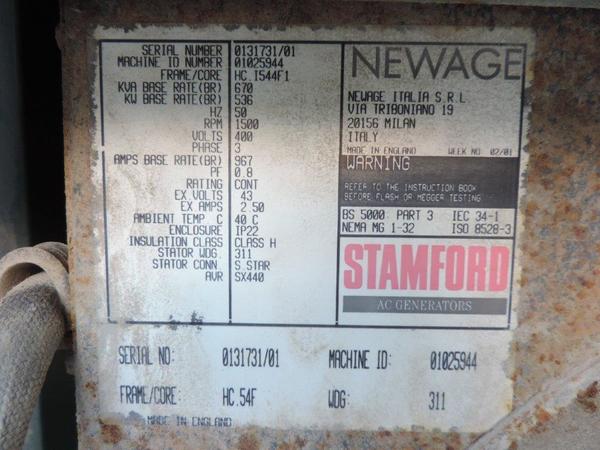 SERIAL NUMBER 0131731/01
MACHINE ID NUMBER 01025944
FRAME/CORE HC.I544F1
KVA BASE RATE(BR) 670
KW BASE RATE(BR) 536
HZ 50
RPM 1500
VOLTS 400
PHASE 3
AMPS BASE RATE(BR) 967
PF 0.8
RATING CONT
EX.VOLTS 43
EX AMPS 2.50
AMBIENT TEMP. C 40 C
ENCLOSURE IP22
INSULATION CLASS CLASS H
STATOR WDG. 311
STATOR CONN. S.STAR
AVR SX440
NEWAGE
NEWAGE ITALIA S.R.L
VIA TRIBONIANO 19
20156 MILAN
ITALY
MADE IN ENGLAND WEEK NO. 02/01
WARNING
REFER TO THE INSTRUCTION BOOK
BEFORE FLASH OR MEGGER TESTING
BS 5000 PART 3 IEC 34-1
NEMA MG 1-32 ISO 8528-3
STAMFORD
AC GENERATORS
SERIAL NO: 0131731/01 MACHINE ID: 01025944
FRAME/CORE: HC.54F WDG: 311
MADE IN ENGLAND